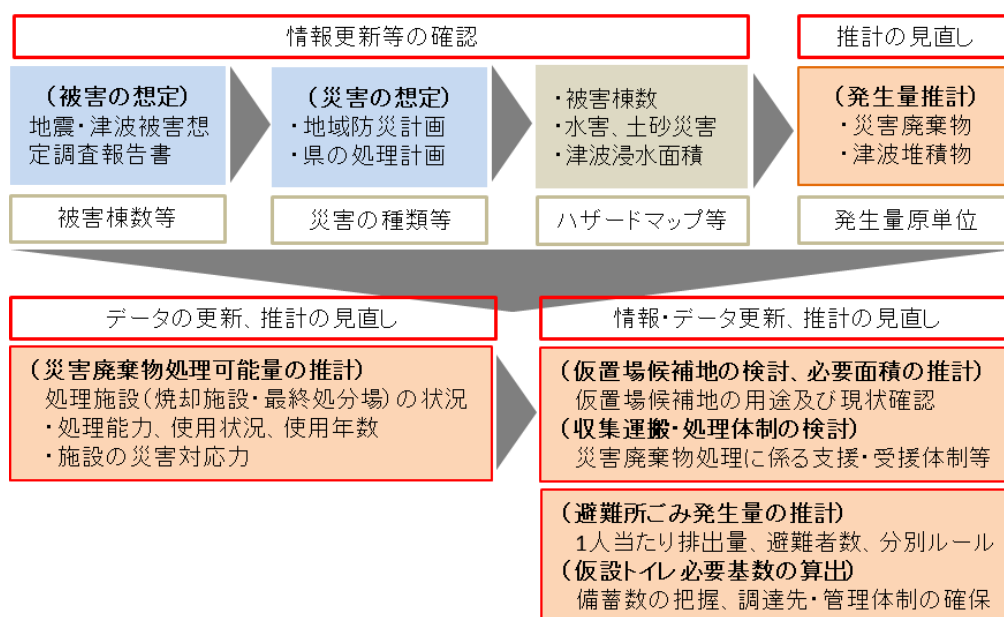 情報更新等の確認
推計の見直し
(被害の想定)
地震・津波被害想
定調査報告書
(災害の想定)
・地域防災計画
・県の処理計画
・被害棟数
・水害、土砂災害
・津波浸水面積
(発生量推計)
・災害廃棄物
・津波堆積物
被害棟数等
災害の種類等
ハザードマップ等
発生量原単位
データの更新、推計の見直し
(災害廃棄物処理可能量の推計)
処理施設(焼却施設・最終処分場)の状況
・処理能力、使用状況、使用年数
・施設の災害対応力
情報・データ更新、推計の見直し
(仮置場候補地の検討、必要面積の推計)
仮置場候補地の用途及び現状確認
(収集運搬・処理体制の検討)
災害廃棄物処理に係る支援・受援体制等
(避難所ごみ発生量の推計)
1人当たり排出量、避難者数、分別ルール
(仮設トイレ必要基数の算出)
備蓄数の把握、調達先・管理体制の確保